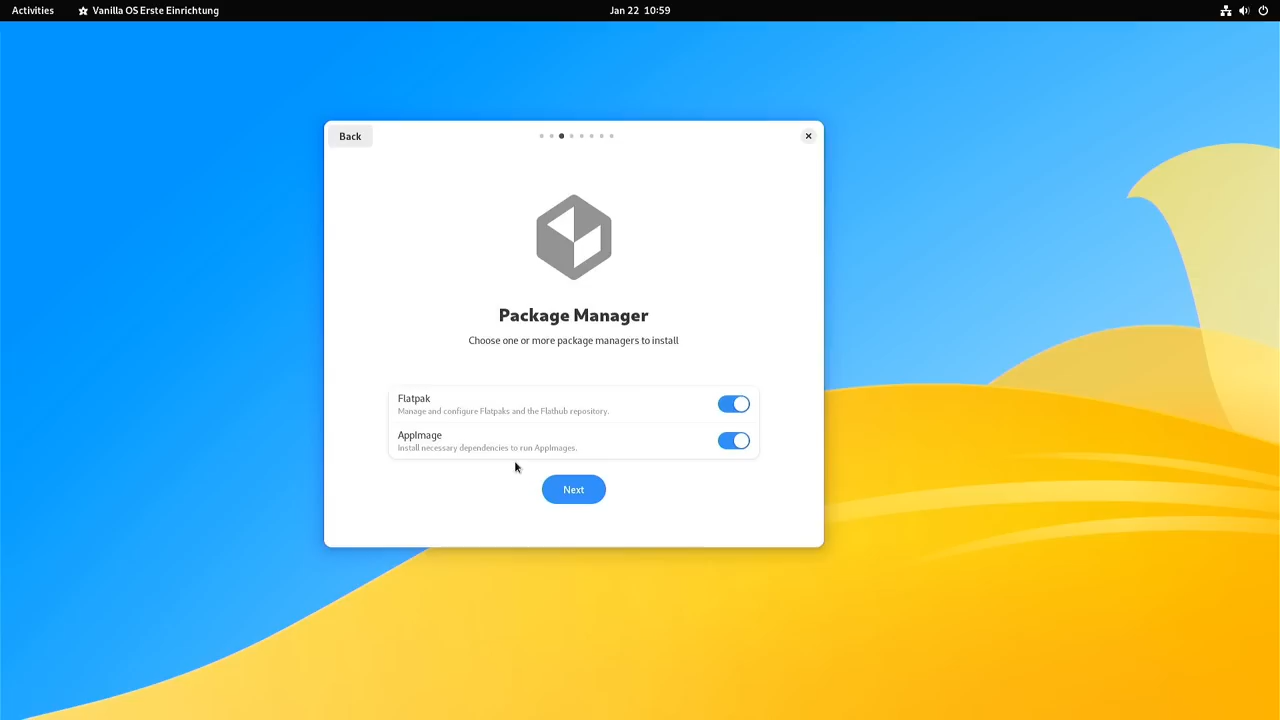 Activities
Vanilla OS Erste Einrichtung
Jan 22 10:59
Back
Package Manager
Choose one or more package managers to install
Flatpak
Manage and configure Flatpaks and the Flathub repository.
AppImage
Install necessary dependencies to run AppImages.
Next